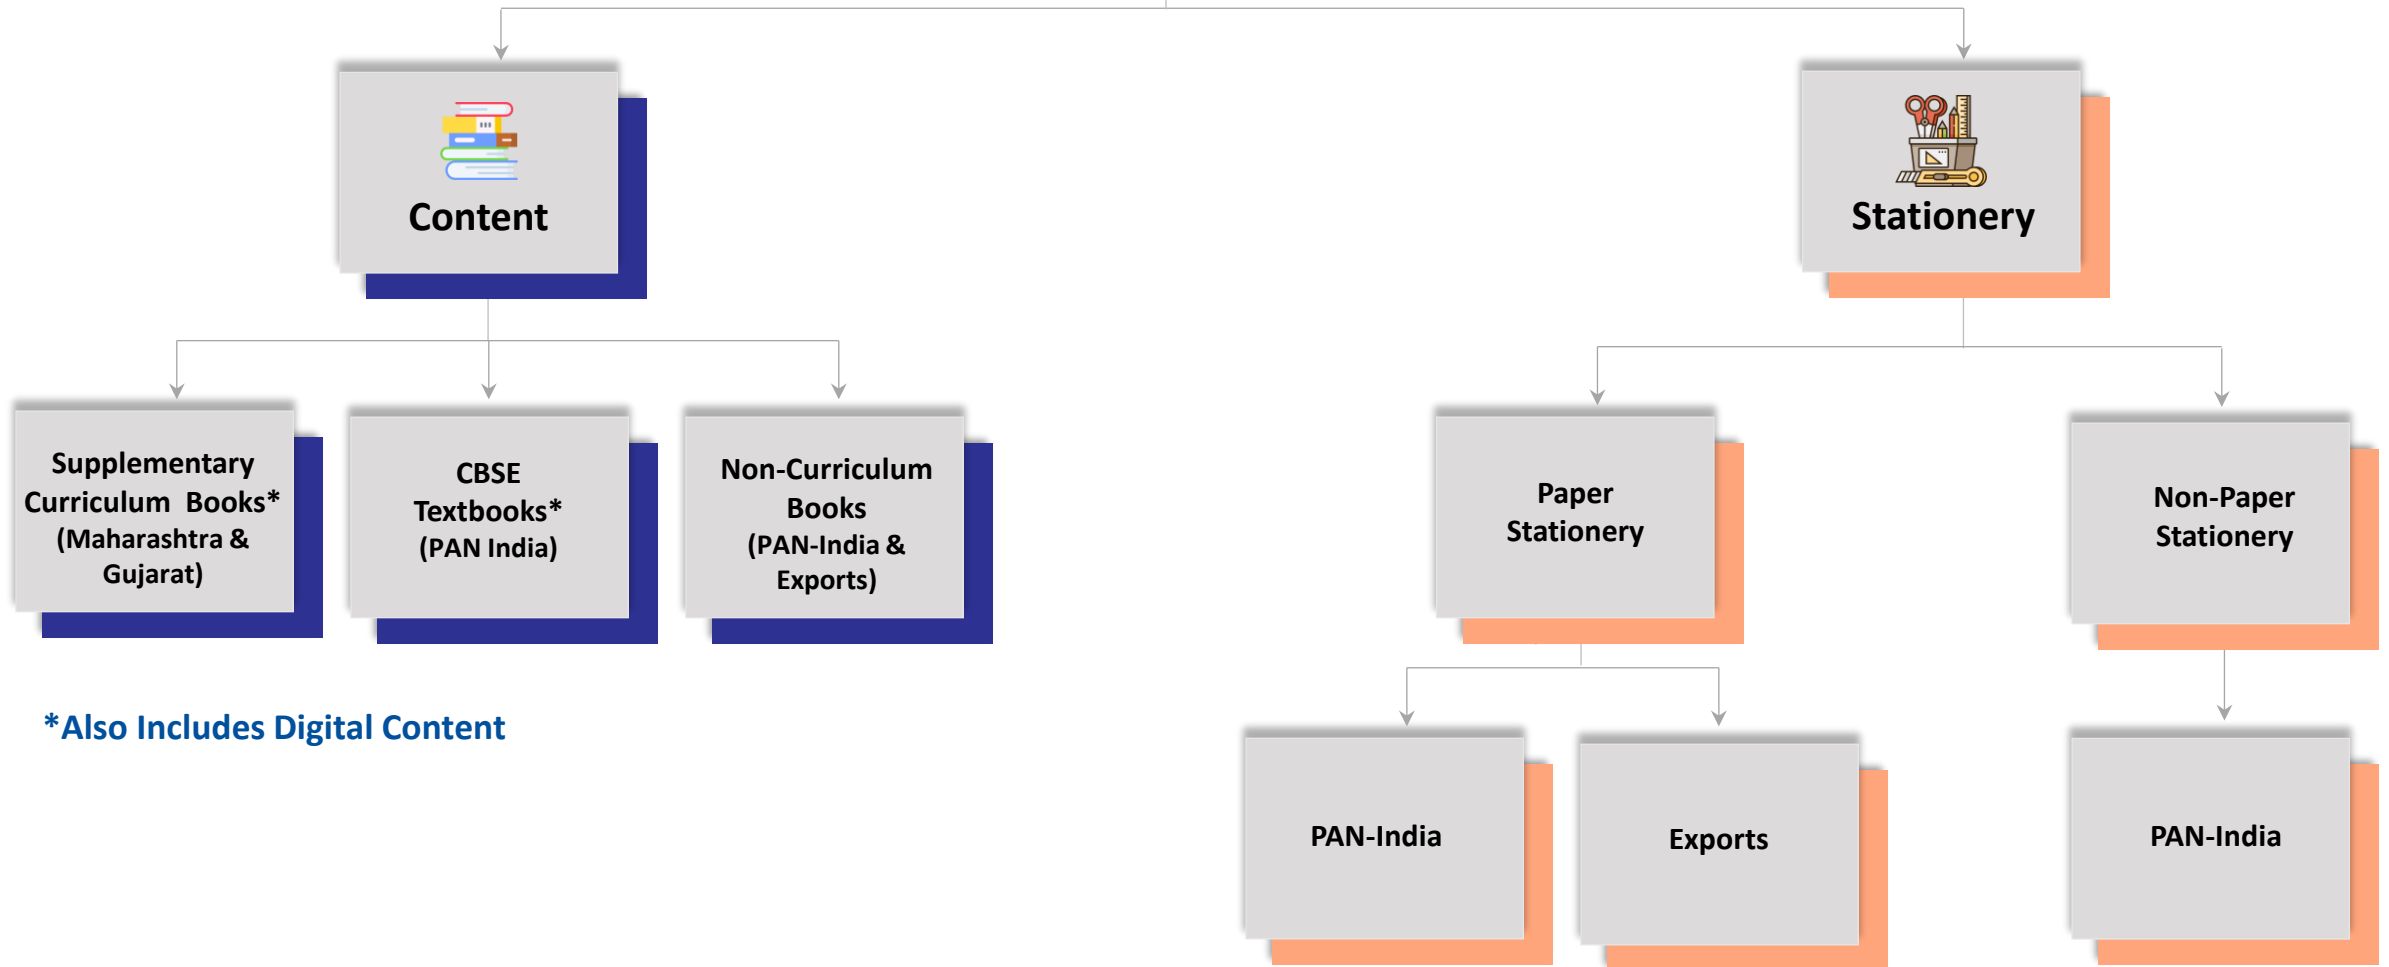 Content
Stationery
Supplementary
Curriculum Books*
(Maharashtra &
Gujarat)
CBSE
Textbooks*
(PAN India)
Non-Curriculum
Books
(PAN-India &
Exports)
Paper
Stationery
Non-Paper
Stationery
*Also Includes Digital Content
PAN-India
Exports
PAN-India